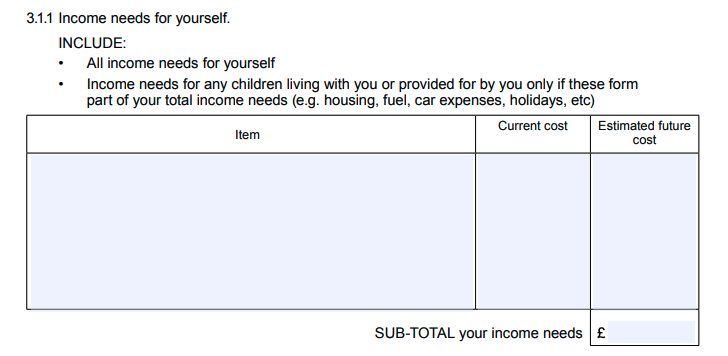 3.1.1 Income needs for yourself.
INCLUDE:
• All income needs for yourself
• Income needs for any children living with you or provided for by you only if these form
part of your total income needs (e.g. housing, fuel, car expenses, holidays, etc)
Item
Current cost
Estimated future
cost
SUB-TOTAL your income needs £